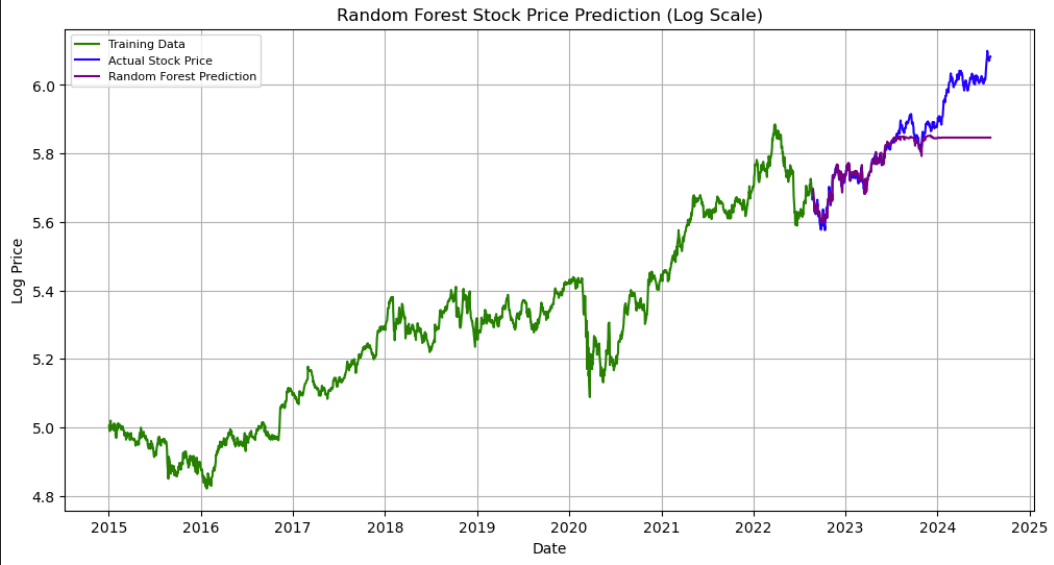 Random Forest Stock Price Prediction (Log Scale)
Training Data
Actual Stock Price
Random Forest Prediction
Log Price
6.0
5.8
5.6
5.4
5.2
5.0
4.8
2015 2016 2017 2018 2019 2020 2021 2022 2023 2024 2025
Date